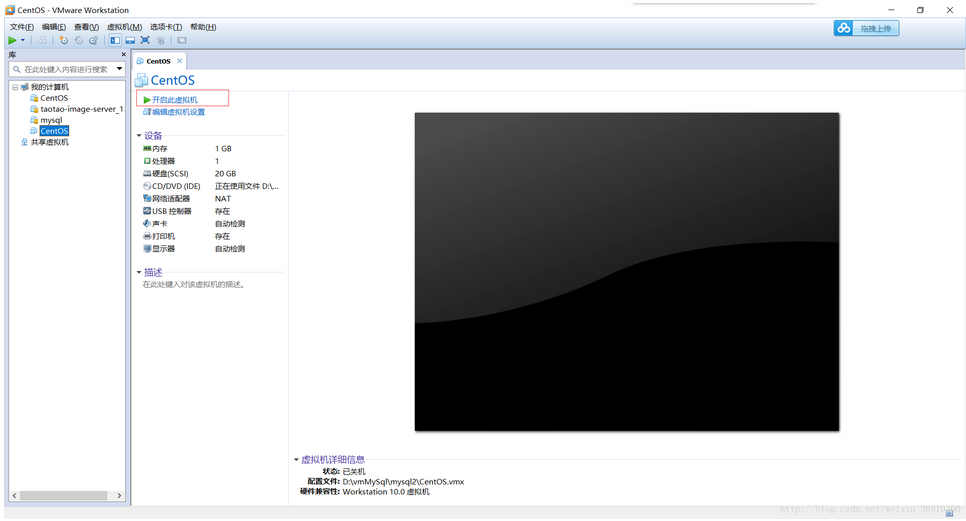 CentOS - VMware Workstation
文件(F) 编辑(E) 查看(V) 虚拟机(M) 选项卡(T) 帮助(H)
拖拽上传
库
在此处键入内容进行搜索
我的计算机
CentOS
taotao-image-server_1
mysql
CentOS
共享虚拟机
CentOS
CentOS
开启此虚拟机
编辑虚拟机设置
设备
内存 1 GB
处理器 1
硬盘(SCSI) 20 GB
CD/DVD (IDE) 正在使用文件 D:\...
网络适配器 NAT
USB 控制器 存在
声卡 自动检测
打印机 存在
显示器 自动检测
描述
在此处键入对该虚拟机的描述。
虚拟机详细信息
状态: 已关机
配置文件: D:\vmMySql\mysql2\CentOS.vmx
硬件兼容性: Workstation 10.0 虚拟机